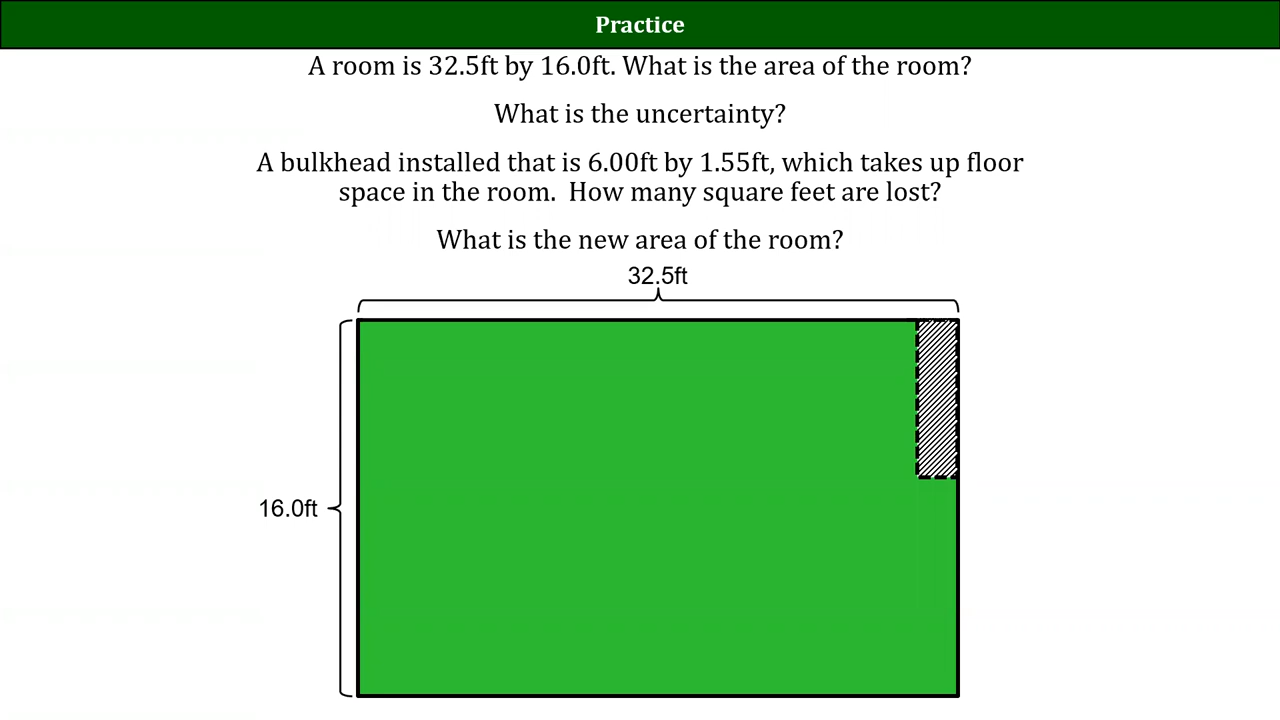 Practice
A room is 32.5ft by 16.0ft. What is the area of the room?
What is the uncertainty?
A bulkhead installed that is 6.00ft by 1.55ft, which takes up floor
space in the room.  How many square feet are lost?
What is the new area of the room?
32.5ft
16.0ft